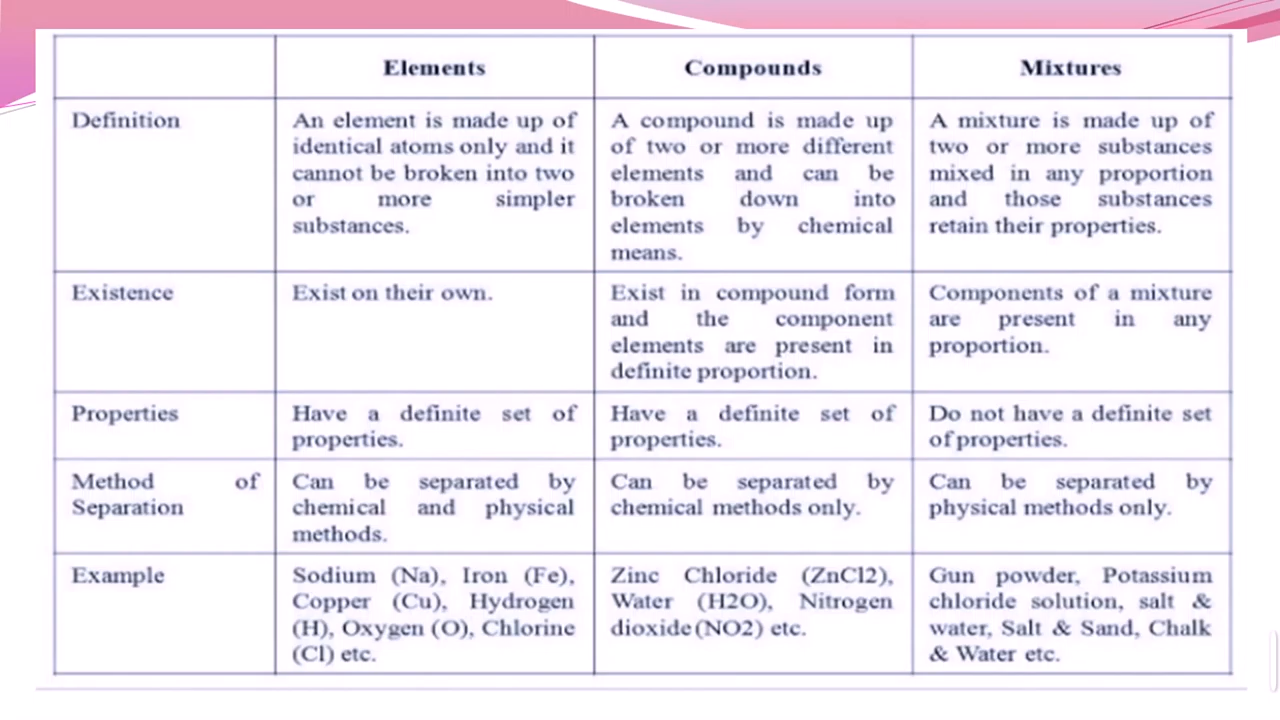 Elements
Compounds
Mixtures
Definition
An element is made up of
identical atoms only and it
cannot be broken into two
or more simpler
substances.
A compound is made up
of two or more different
elements and can be
broken down into
elements by chemical
means.
A mixture is made up of
two or more substances
mixed in any proportion
and those substances
retain their properties.
Existence
Exist on their own.
Exist in compound form
and the component
elements are present in
definite proportion.
Components of a mixture
are present in any
proportion.
Properties
Have a definite set of
properties.
Have a definite set of
properties.
Do not have a definite set
of properties.
Method of
Separation
Can be separated by
chemical and physical
methods.
Can be separated by
chemical methods only.
Can be separated by
physical methods only.
Example
Sodium (Na), Iron (Fe),
Copper (Cu), Hydrogen
(H), Oxygen (O), Chlorine
(Cl) etc.
Zinc Chloride (ZnCl2),
Water (H2O), Nitrogen
dioxide (NO2) etc.
Gun powder, Potassium
chloride solution, salt &
water, Salt & Sand, Chalk
& Water etc.